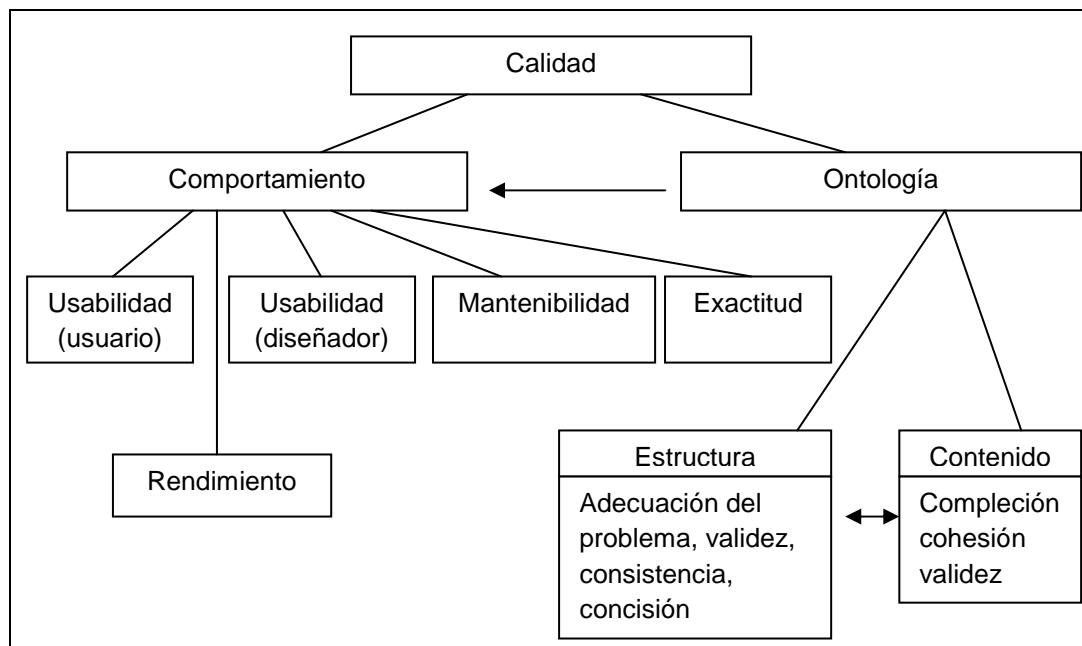 Calidad
Comportamiento
Ontología
Usabilidad
(usuario)
Usabilidad
(diseñador)
Mantenibilidad
Exactitud
Rendimiento
Estructura
Adecuación del
problema, validez,
consistencia,
concisión
Contenido
Compleción
cohesión
validez